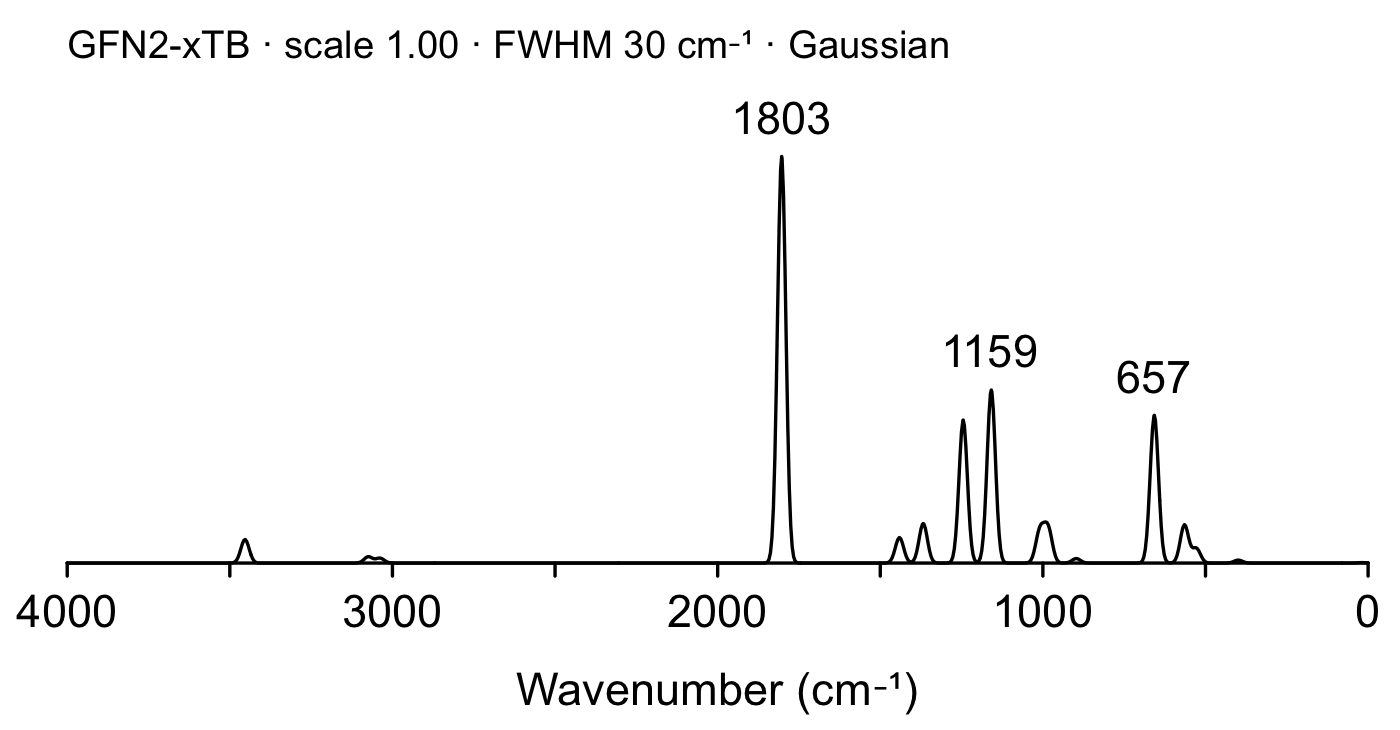 GFN2-xTB · scale 1.00 · FWHM 30 cm⁻¹ · Gaussian
1803
1159
657
4000 3000 2000 1000 0
Wavenumber (cm⁻¹)